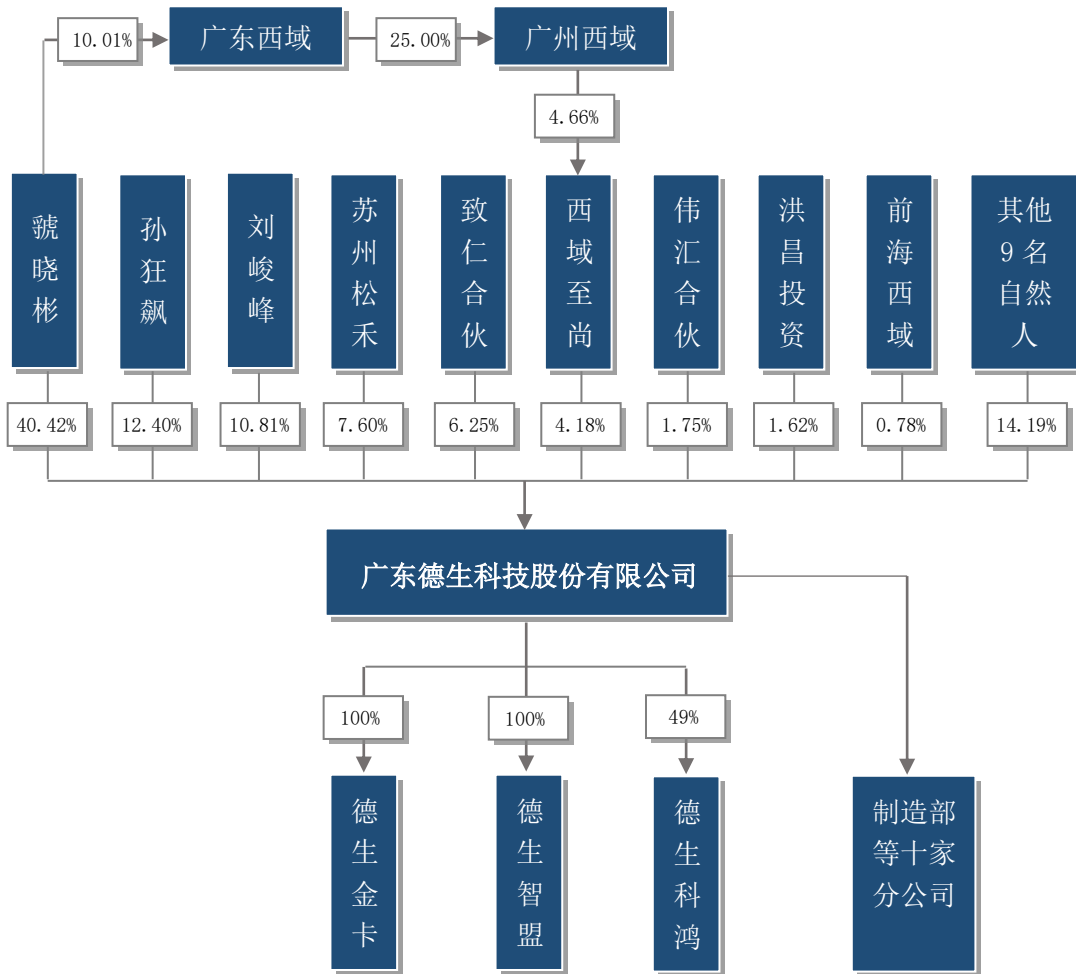 10.01%
广东西域
25.00%
广州西域
4.66%
虢晓彬
孙狂飙
刘峻峰
苏州松禾
致仁合伙
西域至尚
伟汇合伙
洪昌投资
前海西域
其他
9 名
自然
人
40.42%
12.40%
10.81%
7.60%
6.25%
4.18%
1.75%
1.62%
0.78%
14.19%
广东德生科技股份有限公司
100%
100%
49%
德生金卡
德生智盟
德生科鸿
制造部
等十家
分公司